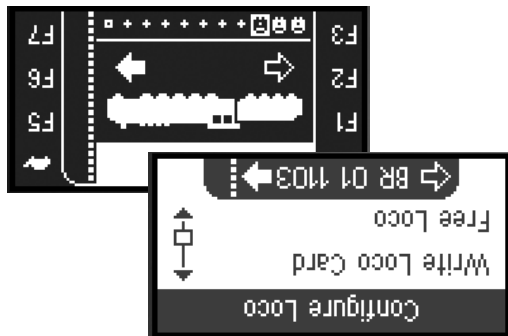 Configure Loco
Write Loco Card
Free Loco
BR 01 1103
F1 F5
F2 F6
F3 F7